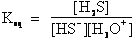 K_eq = [H₂S] / [HS⁻][H₃O⁺]